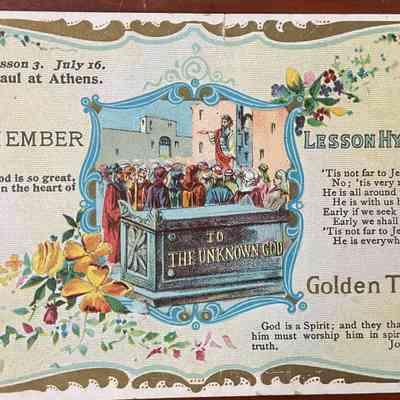 sson 3. July 16.
aul at Athens.
EMBER
od is so great,
n the heart of
TO
THE UNKNOWN GOD
LESSON HY
'Tis not far to Je
No; 'tis very n
He is all around
He is with us h
Early if we seek
Early we shall
'Tis not far to Je
He is everywh
Golden T
God is a Spirit; and they tha
him must worship him in spir
truth. Jo